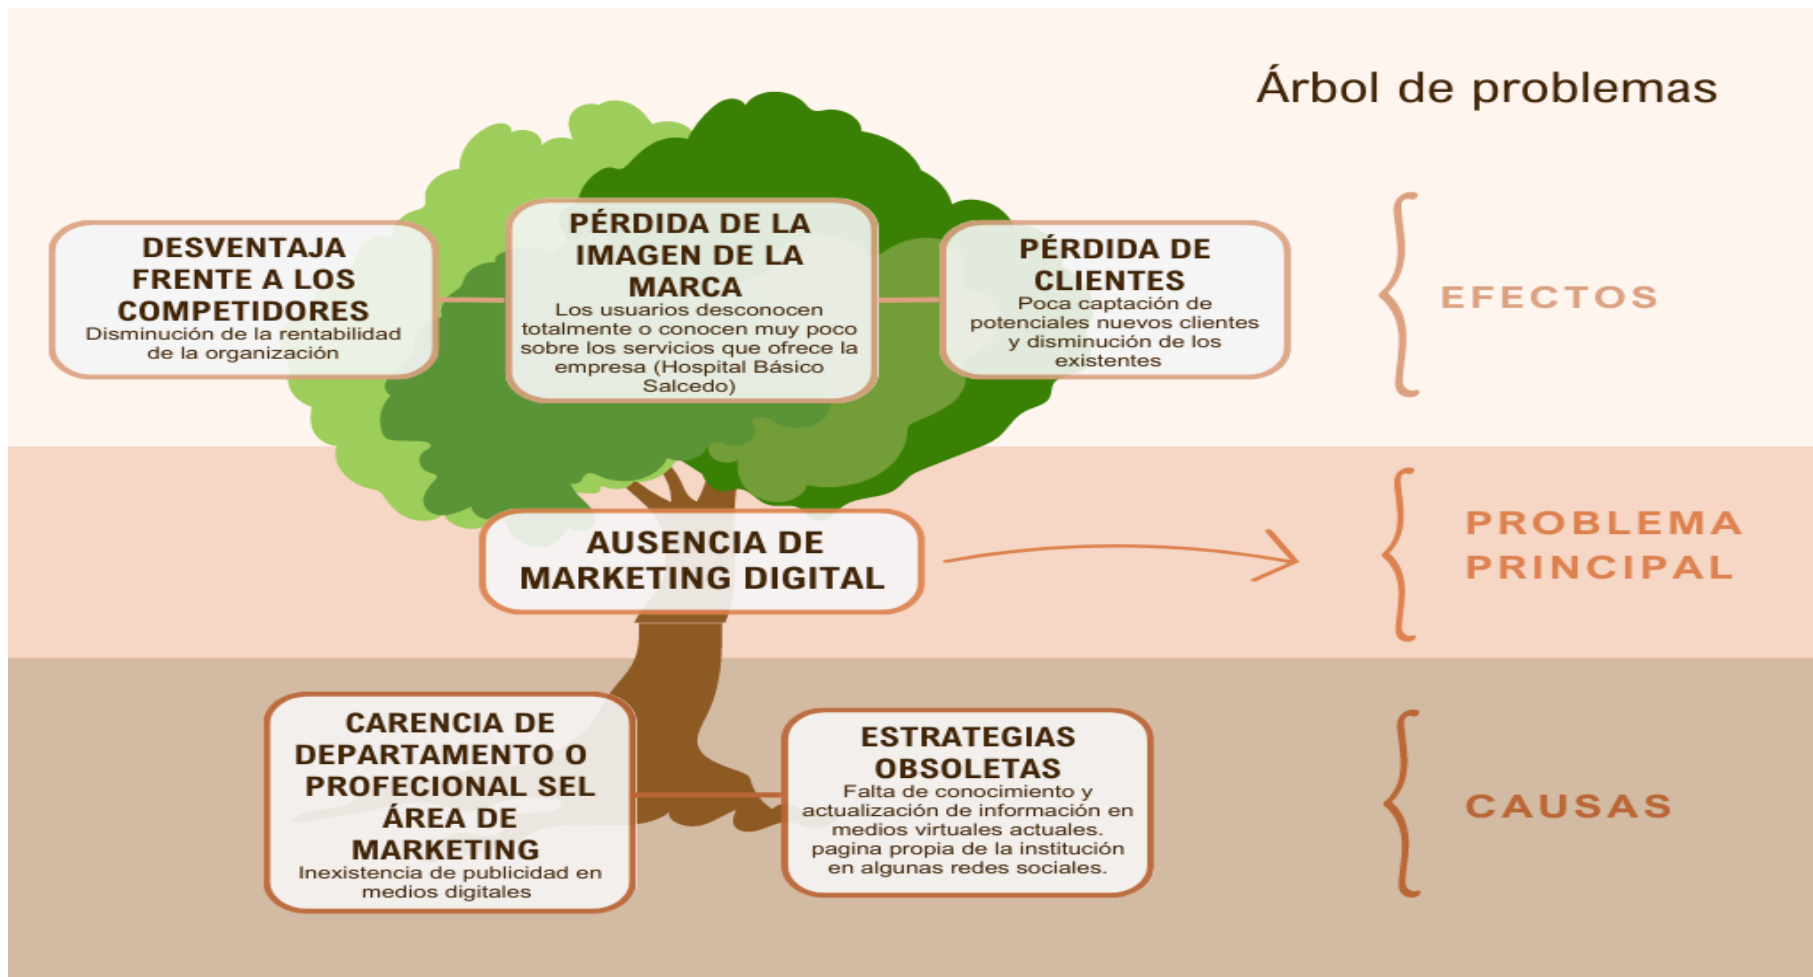 Árbol de problemas
DESVENTAJA
FRENTE A LOS
COMPETIDORES
Disminución de la rentabilidad
de la organización
PÉRDIDA DE LA
IMAGEN DE LA
MARCA
Los usuarios desconocen
totalmente o conocen muy poco
sobre los servicios que ofrece la
empresa (Hospital Básico
Salcedo)
PÉRDIDA DE
CLIENTES
Poca captación de
potenciales nuevos clientes
y disminución de los
existentes
EFECTOS
AUSENCIA DE
MARKETING DIGITAL
PROBLEMA
PRINCIPAL
CARENCIA DE
DEPARTAMENTO O
PROFECIONAL SEL
ÁREA DE
MARKETING
Inexistencia de publicidad en
medios digitales
ESTRATEGIAS
OBSOLETAS
Falta de conocimiento y
actualización de información en
medios virtuales actuales.
pagina propia de la institución
en algunas redes sociales.
CAUSAS